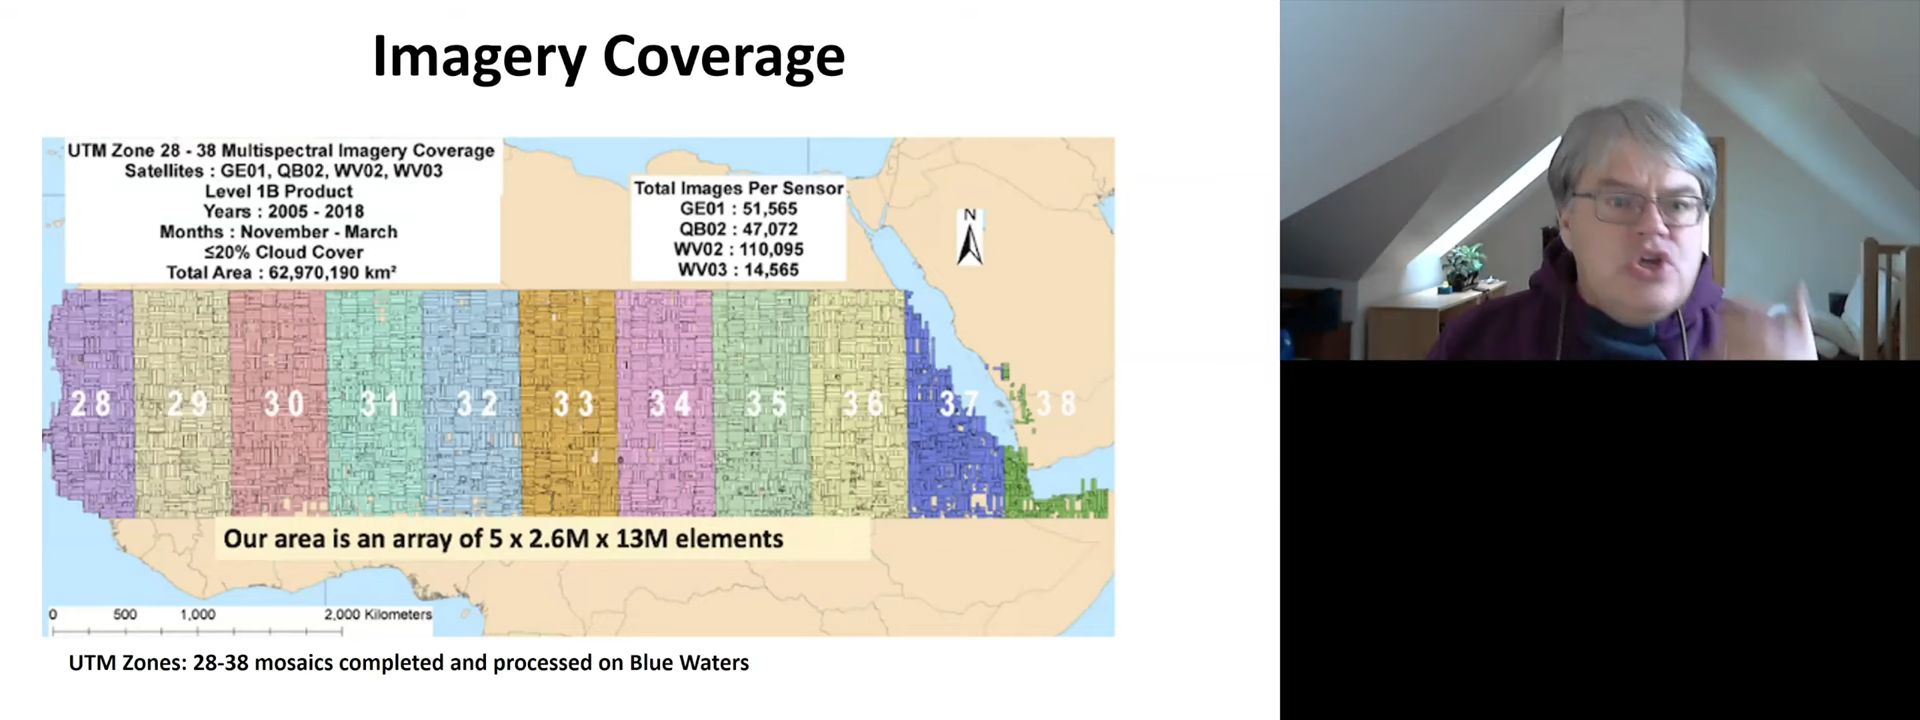 Imagery Coverage
UTM Zone 28 - 38 Multispectral Imagery Coverage
Satellites : GE01, QB02, WV02, WV03
Level 1B Product
Years : 2005 - 2018
Months : November - March
≤20% Cloud Cover
Total Area : 62,970,190 km²
Total Images Per Sensor
GE01 : 51,565
QB02 : 47,072
WV02 : 110,095
WV03 : 14,565
N
28 29 30 31 32 33 34 35 36 37 38
Our area is an array of 5 x 2.6M x 13M elements
0 500 1,000 2,000 Kilometers
UTM Zones: 28-38 mosaics completed and processed on Blue Waters